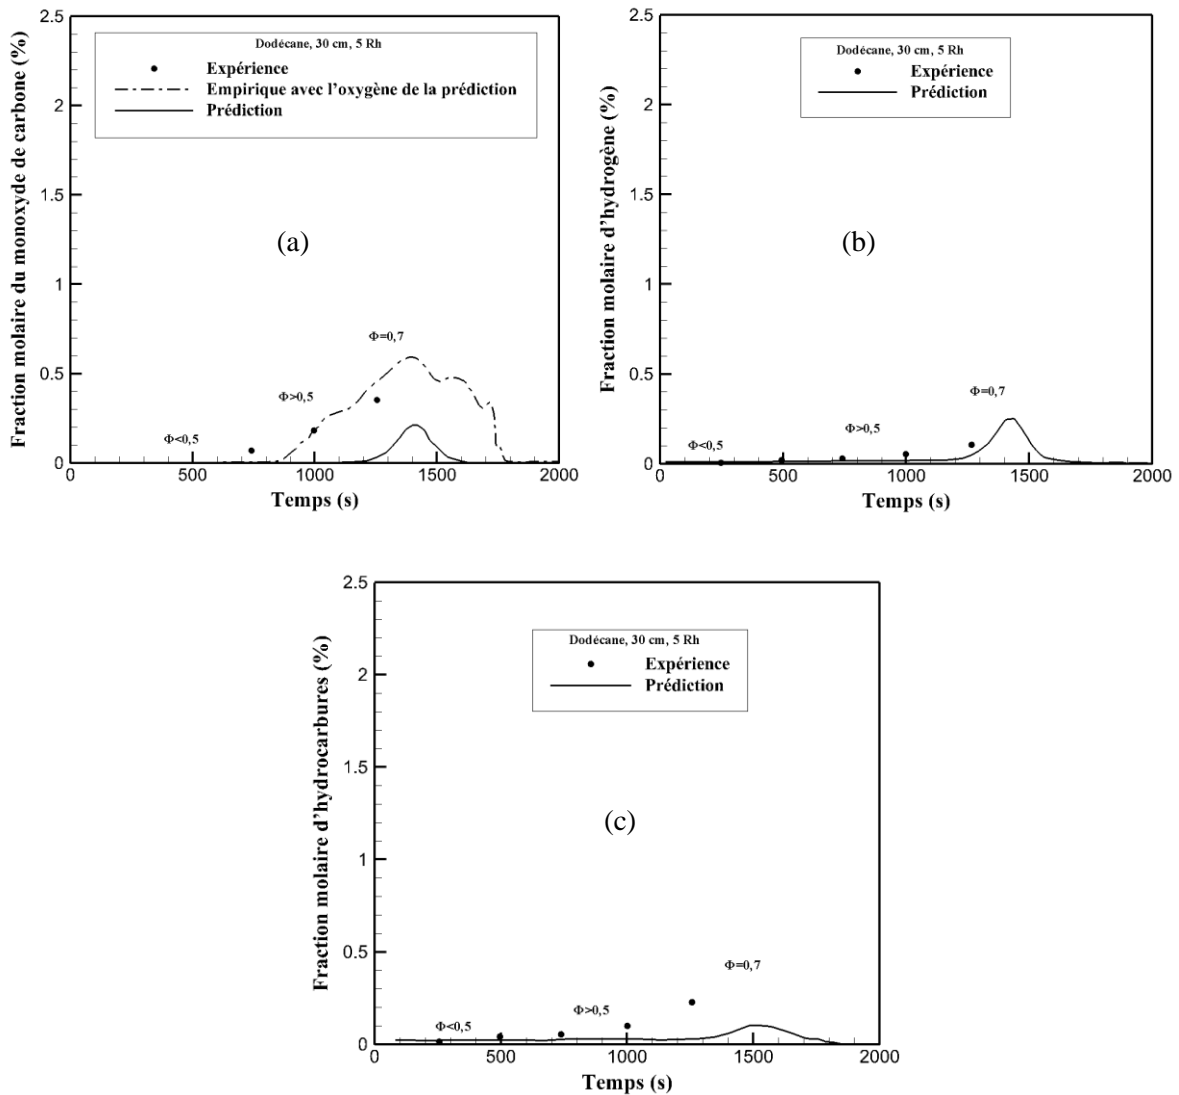 Fraction molaire du monoxyde de carbone (%)
2.5
2
1.5
1
0.5
0
Dodécane, 30 cm, 5 Rh
Expérience
Empirique avec l'oxygène de la prédiction
Prédiction
(a)
Φ<0,5
Φ>0,5
Φ=0,7
0 500 1000 1500 2000
Temps (s)
Fraction molaire d'hydrogène (%)
2.5
2
1.5
1
0.5
0
Dodécane, 30 cm, 5 Rh
Expérience
Prédiction
(b)
Φ<0,5
Φ>0,5
Φ=0,7
0 500 1000 1500 2000
Temps (s)
Fraction molaire d'hydrocarbures (%)
2.5
2
1.5
1
0.5
0
Dodécane, 30 cm, 5 Rh
Expérience
Prédiction
(c)
Φ<0,5
Φ>0,5
Φ=0,7
0 500 1000 1500 2000
Temps (s)